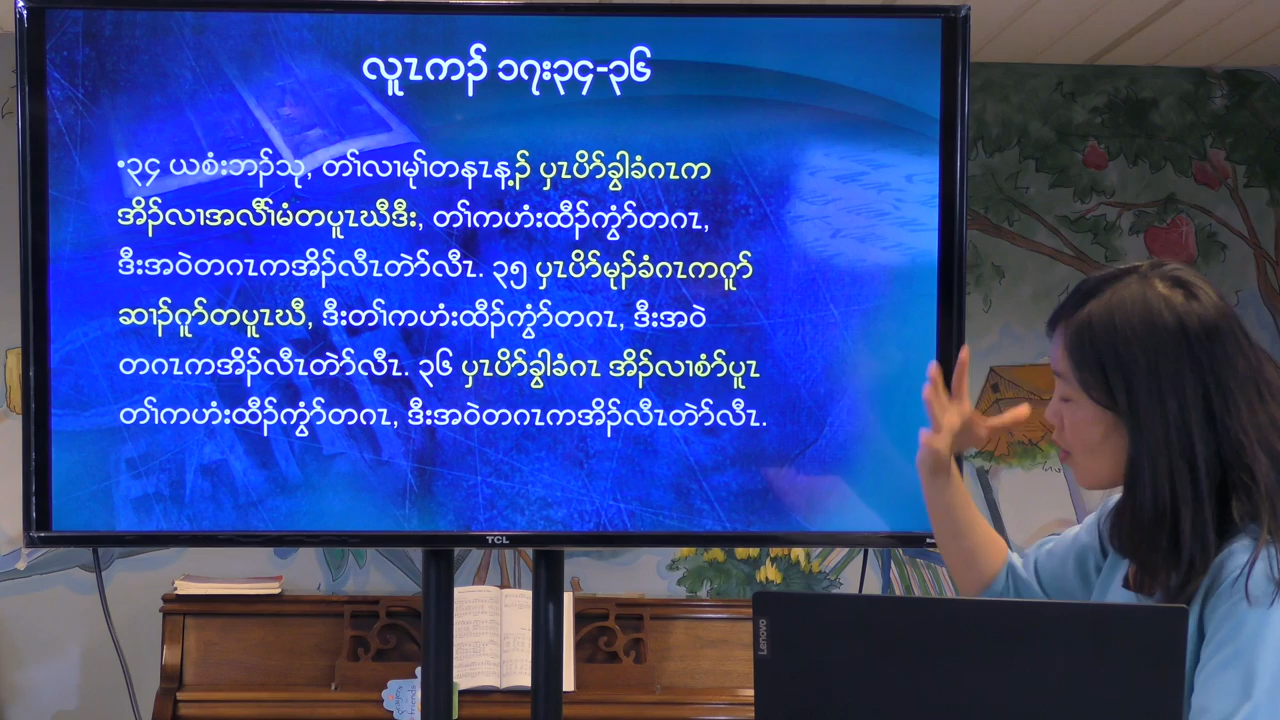 လူၤကၣ် ၁၇း၃၄-၃၆
•၃၄ ယစံးဘၣ်သု, တၢ်လၢမုၢ်တနၤန့ၣ် ပှၤပိာ်ခွါခံဂၤက
အိၣ်လၢအလီၢ်မံတပူၤဃီဒီး, တၢ်ကဟံးထီၣ်ကွံာ်တဂၤ,
ဒီးအဝဲတဂၤကအိၣ်လီၤတဲာ်လီၤ. ၃၅ ပှၤပိာ်မုၣ်ခံဂၤကဂူာ်
ဆၢၣ်ဂူာ်တပူၤဃီ, ဒီးတၢ်ကဟံးထီၣ်ကွံာ်တဂၤ, ဒီးအဝဲ
တဂၤကအိၣ်လီၤတဲာ်လီၤ. ၃၆ ပှၤပိာ်ခွါခံဂၤ အိၣ်လၢစံာ်ပူၤ
တၢ်ကဟံးထီၣ်ကွံာ်တဂၤ, ဒီးအဝဲတဂၤကအိၣ်လီၤတဲာ်လီၤ.
TCL
Lenovo